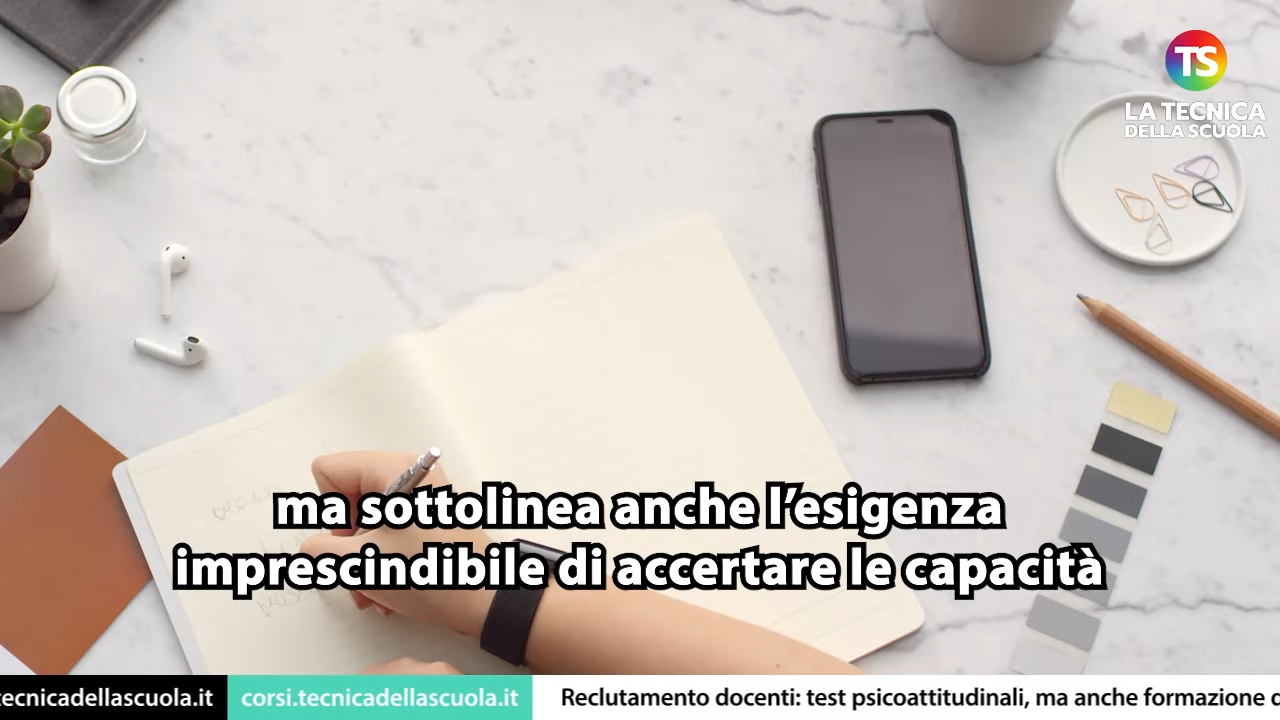 TS
LA TECNICA
DELLA SCUOLA
ma sottolinea anche l’esigenza
imprescindibile di accertare le capacità
tecnicadellascuola.it
corsi.tecnicadellascuola.it
Reclutamento docenti: test psicoattitudinali, ma anche formazione